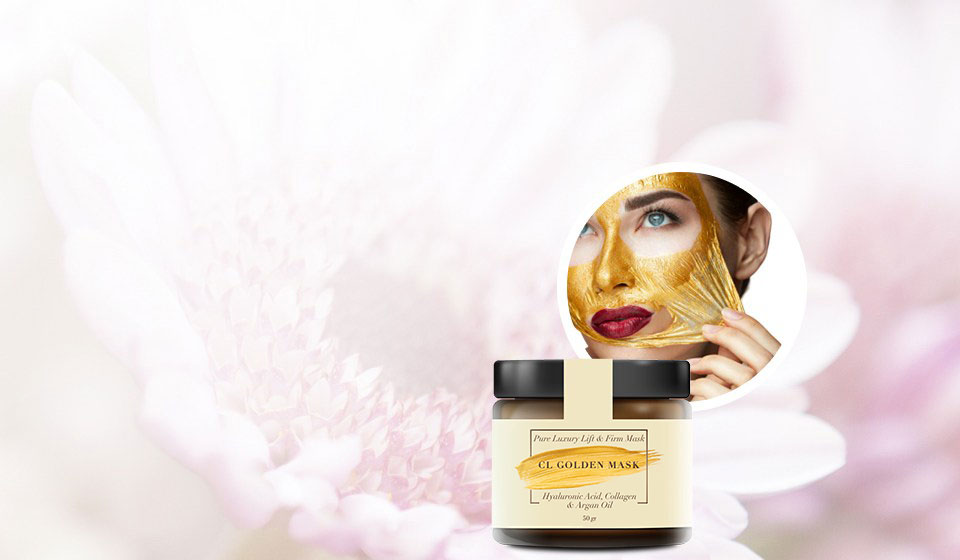 Pure Luxury Lift & Firm Mask
CL GOLDEN MASK
Hyaluronic Acid, Collagen
& Argan Oil
50 gr